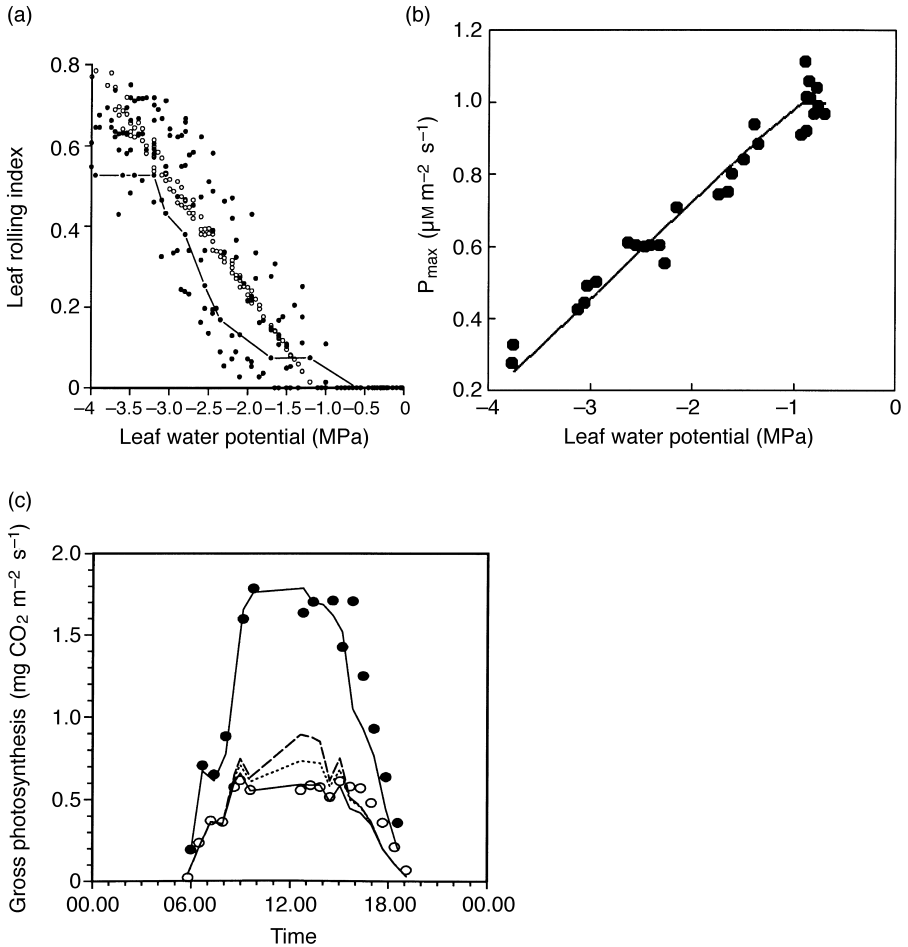 (a)
0.8
0.6
0.4
0.2
0
Leaf rolling index
−4 −3.5 −3.0 −2.5 −2.0 −1.5 −1.0 −0.5 0
Leaf water potential (MPa)
(b)
1.2
1.0
0.8
0.6
0.4
0.2
Pmax (µM m−2 s−1)
−4 −3 −2 −1 0
Leaf water potential (MPa)
(c)
2.0
1.5
1.0
0.5
0
Gross photosynthesis (mg CO2 m−2 s−1)
00.00 06.00 12.00 18.00 00.00
Time